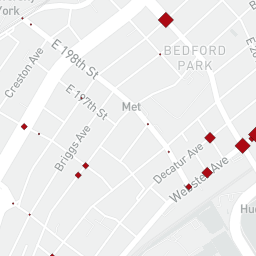 York
Creston Ave
E 198th St
BEDFORD
PARK
E 197th St
Met
Briggs Ave
Decatur Ave
Webster Ave